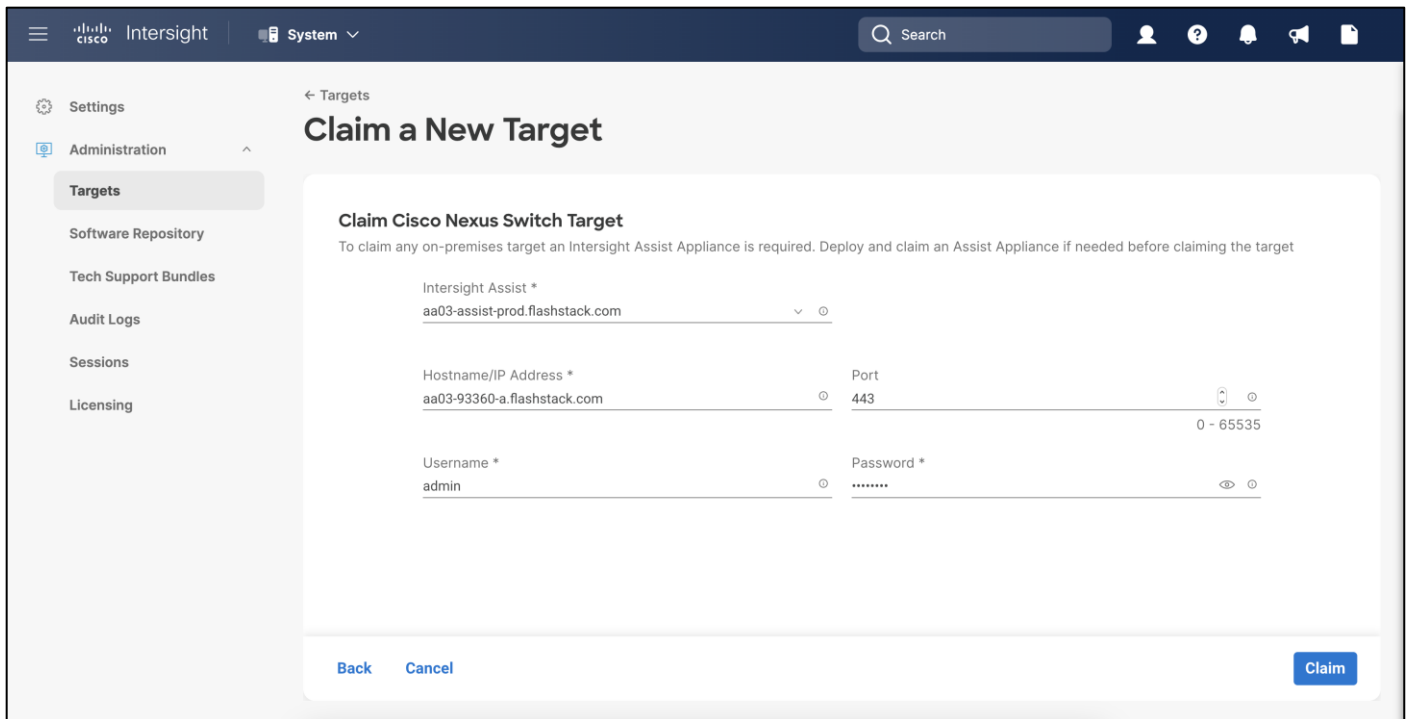 cisco Intersight System Search
Settings
Administration
Targets
Software Repository
Tech Support Bundles
Audit Logs
Sessions
Licensing
← Targets
Claim a New Target
Claim Cisco Nexus Switch Target
To claim any on-premises target an Intersight Assist Appliance is required. Deploy and claim an Assist Appliance if needed before claiming the target
Intersight Assist *
aa03-assist-prod.flashstack.com
Hostname/IP Address * Port
aa03-93360-a.flashstack.com 443
0 - 65535
Username * Password *
admin ········
Back Cancel Claim